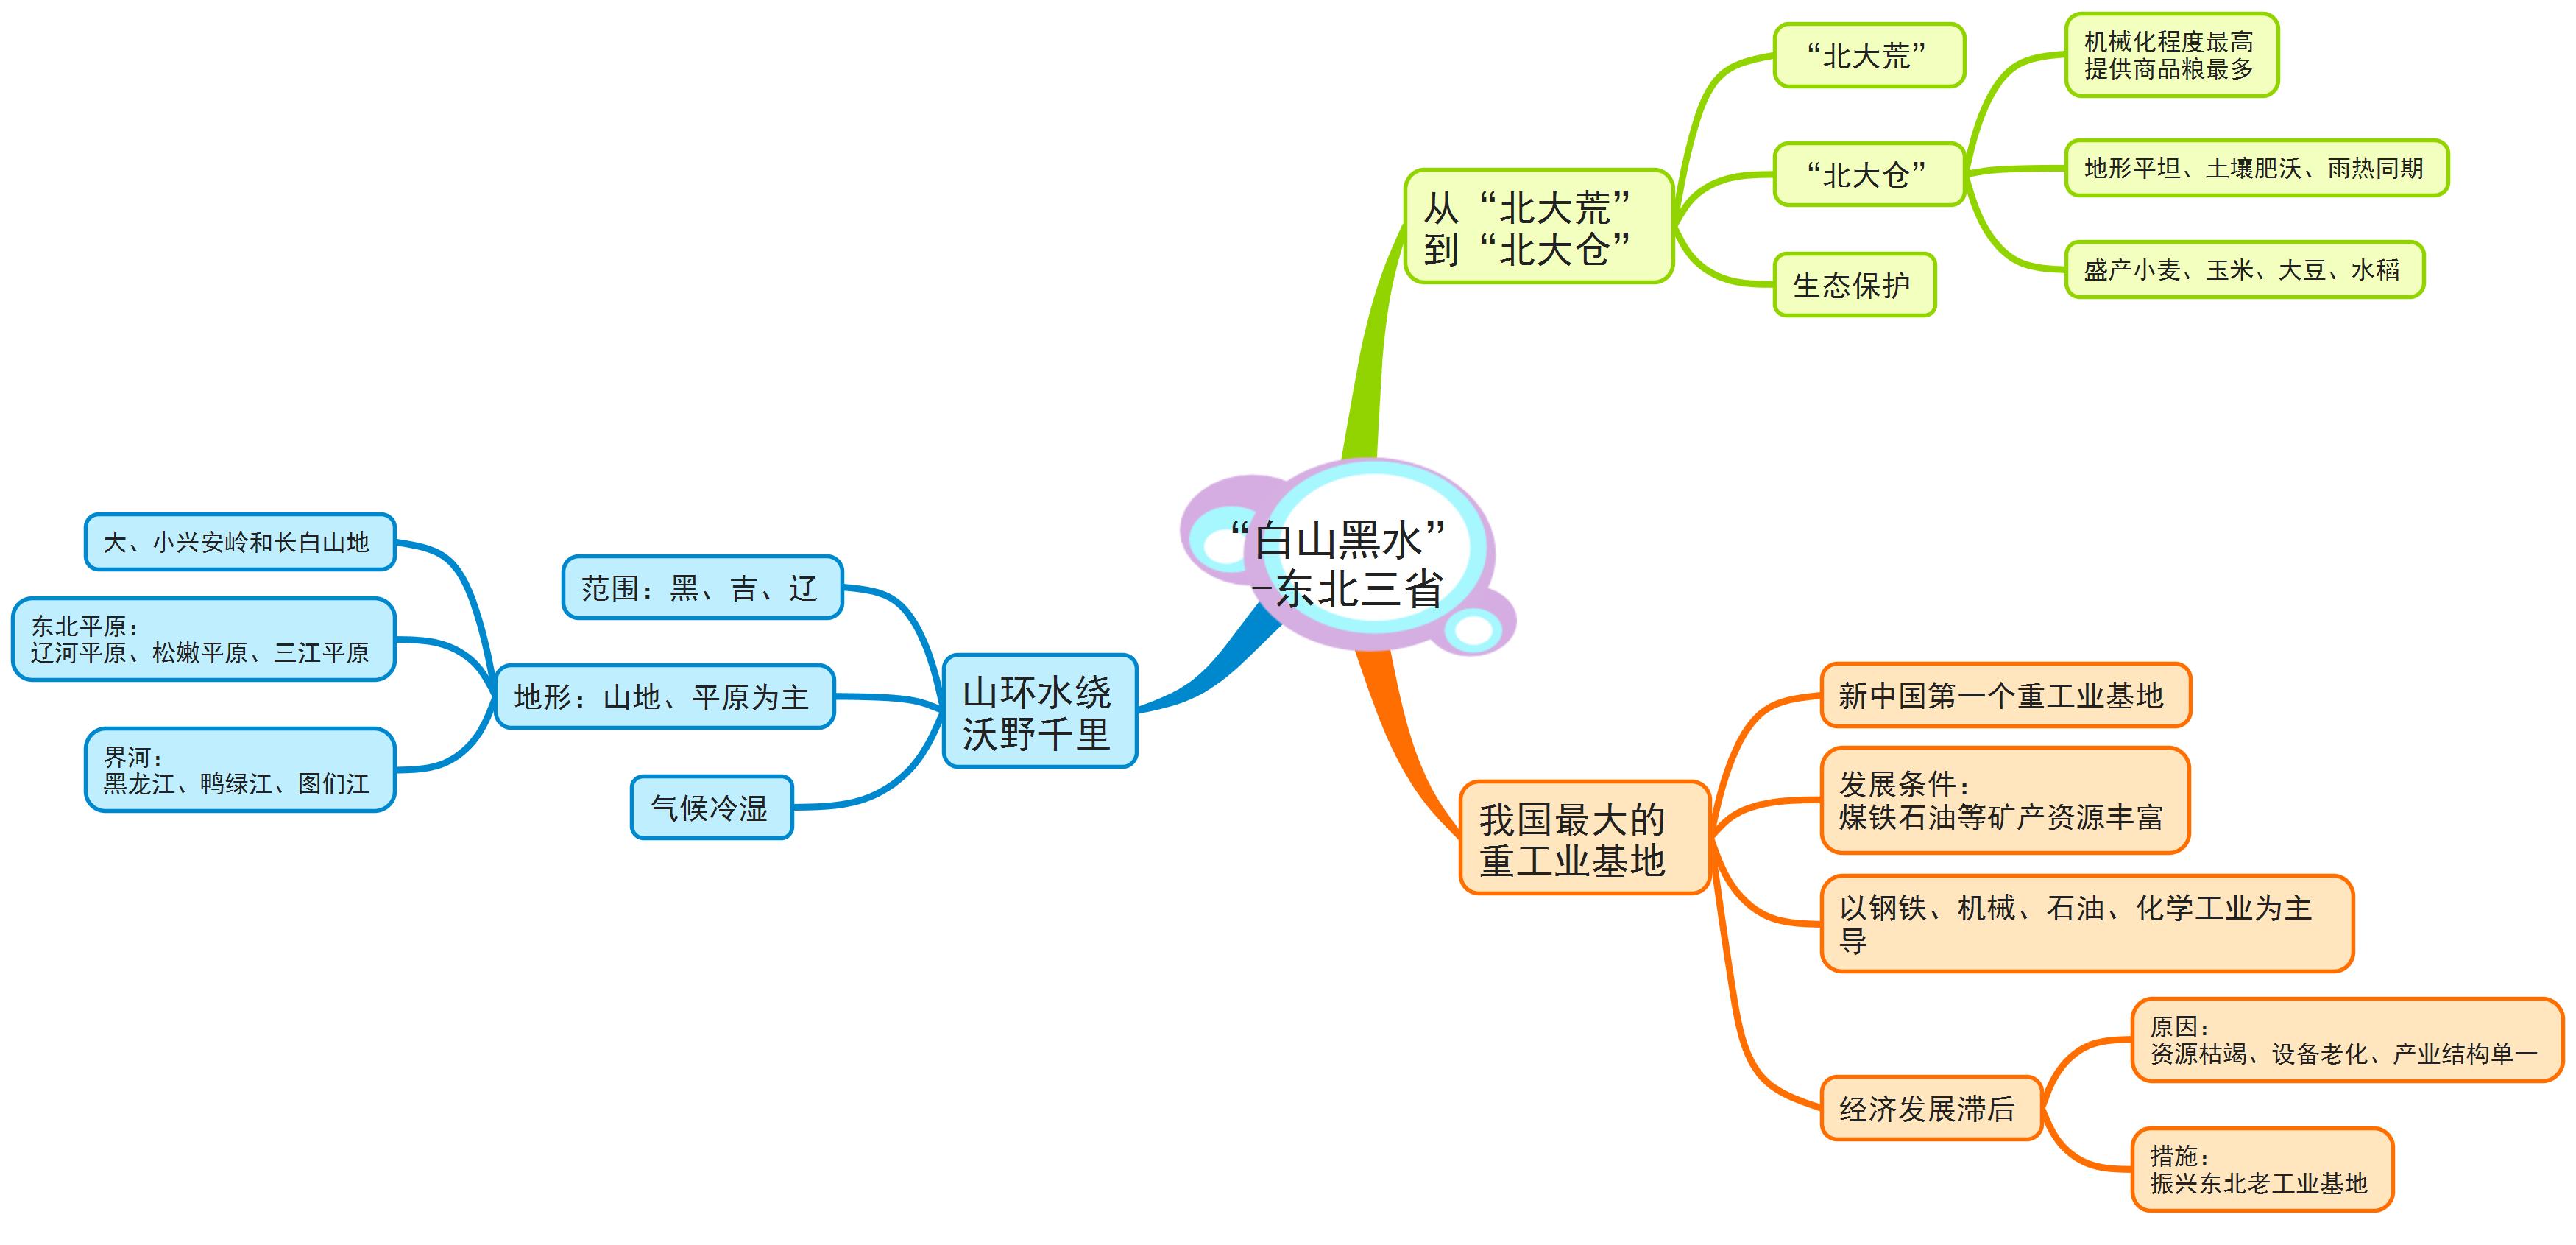 “白山黑水”
-东北三省
从“北大荒”
到“北大仓”
“北大荒”
“北大仓”
机械化程度最高
提供商品粮最多
地形平坦、土壤肥沃、雨热同期
盛产小麦、玉米、大豆、水稻
生态保护
我国最大的
重工业基地
新中国第一个重工业基地
发展条件：
煤铁石油等矿产资源丰富
以钢铁、机械、石油、化学工业为主
导
经济发展滞后
原因：
资源枯竭、设备老化、产业结构单一
措施：
振兴东北老工业基地
山环水绕
沃野千里
范围：黑、吉、辽
地形：山地、平原为主
大、小兴安岭和长白山地
东北平原：
辽河平原、松嫩平原、三江平原
界河：
黑龙江、鸭绿江、图们江
气候冷湿